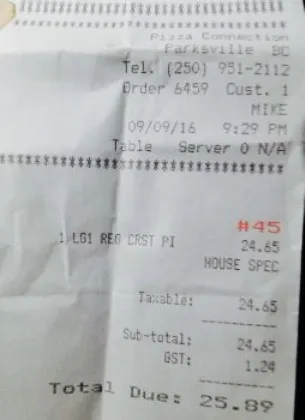 ************************
Pizza Connection
Parksville BC
Tel. (250) 951-2112
Order 6459 Cust. 1
MIKE
09/09/16 9:29 PM
Table Server 0 N/A
************************
#45
1 LG1 REG CRST PI 24.65
HOUSE SPEC
Taxable: 24.65
----------
Sub-total: 24.65
GST: 1.24
----------
Total Due: 25.89